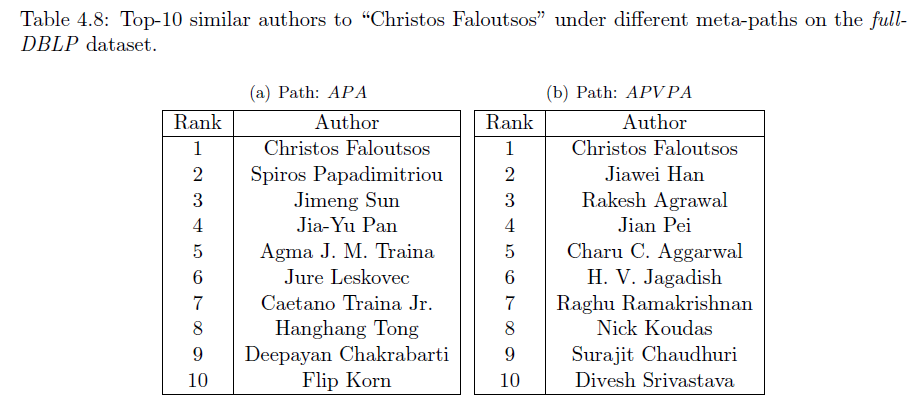 Table 4.8: Top-10 similar authors to “Christos Faloutsos” under different meta-paths on the full-
DBLP dataset.
(a) Path: APA
Rank Author
1 Christos Faloutsos
2 Spiros Papadimitriou
3 Jimeng Sun
4 Jia-Yu Pan
5 Agma J. M. Traina
6 Jure Leskovec
7 Caetano Traina Jr.
8 Hanghang Tong
9 Deepayan Chakrabarti
10 Flip Korn
(b) Path: APVPA
Rank Author
1 Christos Faloutsos
2 Jiawei Han
3 Rakesh Agrawal
4 Jian Pei
5 Charu C. Aggarwal
6 H. V. Jagadish
7 Raghu Ramakrishnan
8 Nick Koudas
9 Surajit Chaudhuri
10 Divesh Srivastava